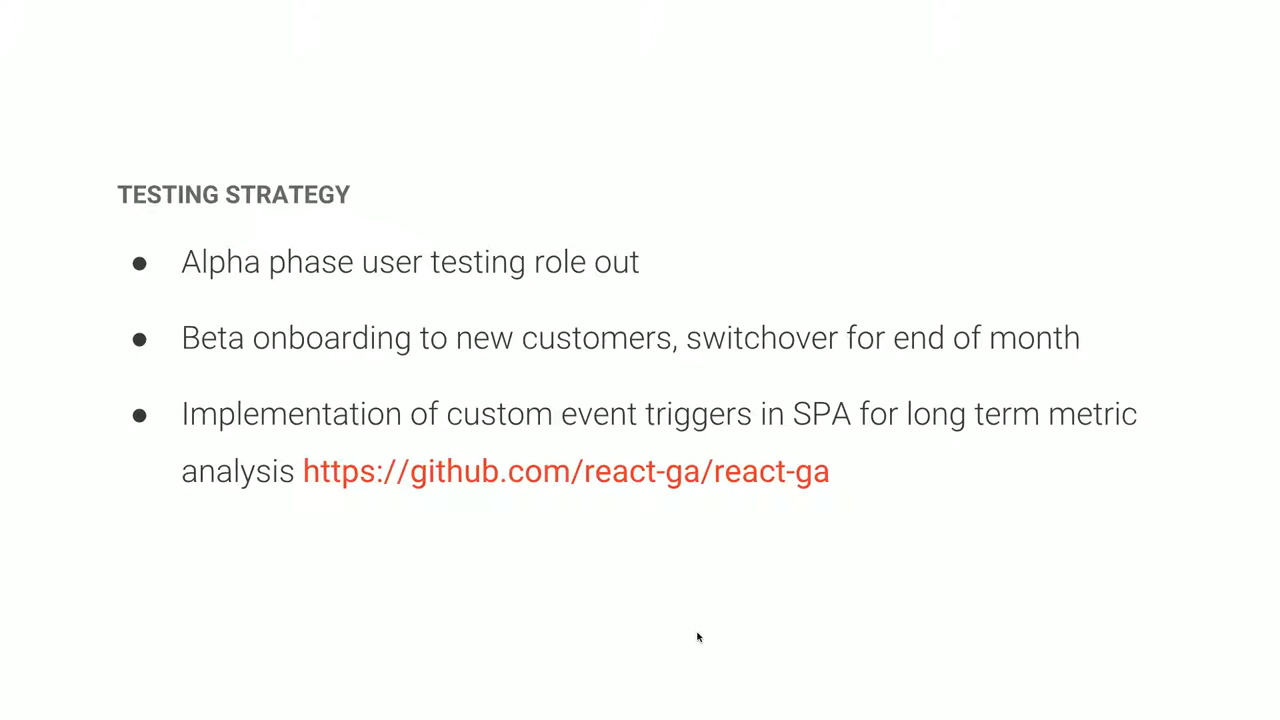 TESTING STRATEGY
● Alpha phase user testing role out
● Beta onboarding to new customers, switchover for end of month
● Implementation of custom event triggers in SPA for long term metric
analysis https://github.com/react-ga/react-ga